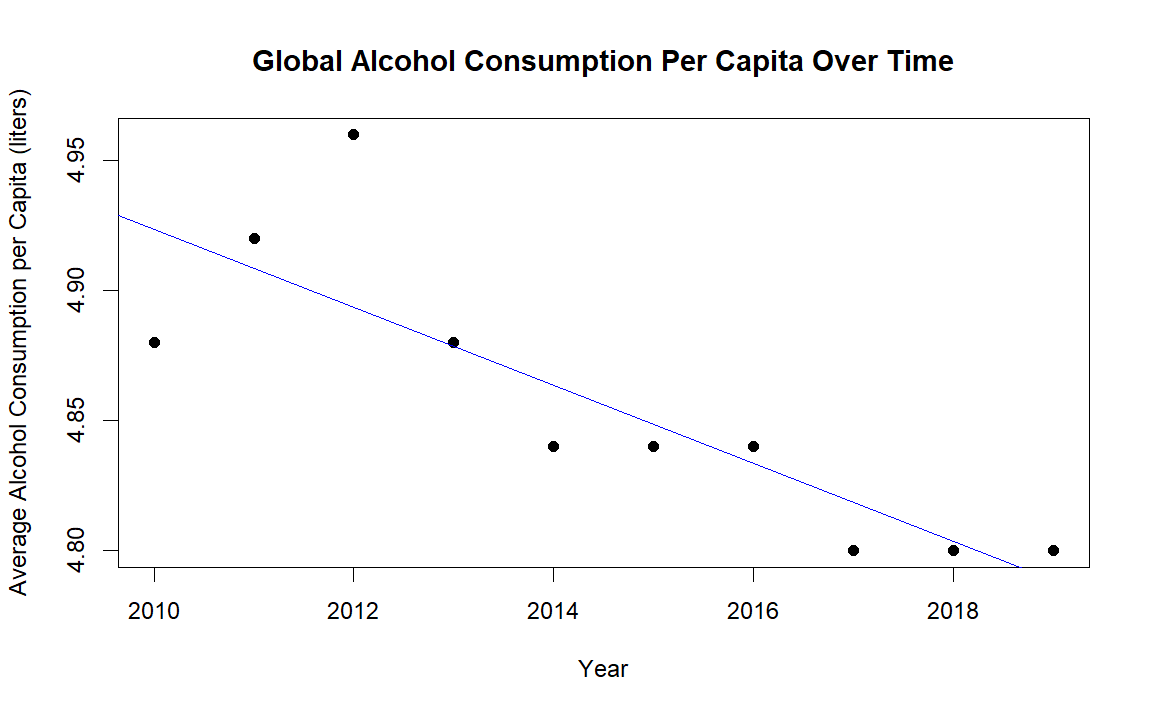 Global Alcohol Consumption Per Capita Over Time
Average Alcohol Consumption per Capita (liters)
4.95
4.90
4.85
4.80
2010 2012 2014 2016 2018
Year